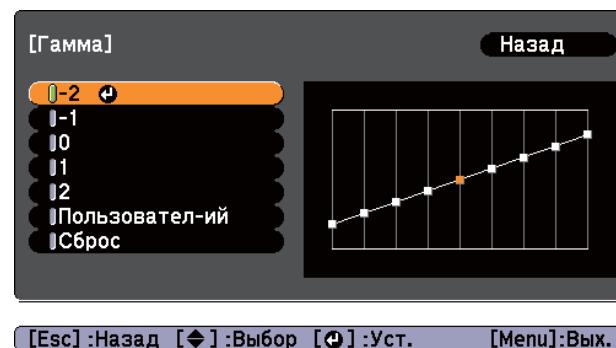 [Гамма]
Назад
-2
-1
0
1
2
Пользовател-ий
Сброс
[Esc] :Назад [◆] :Выбор [↵] :Уст. [Menu]:Вых.